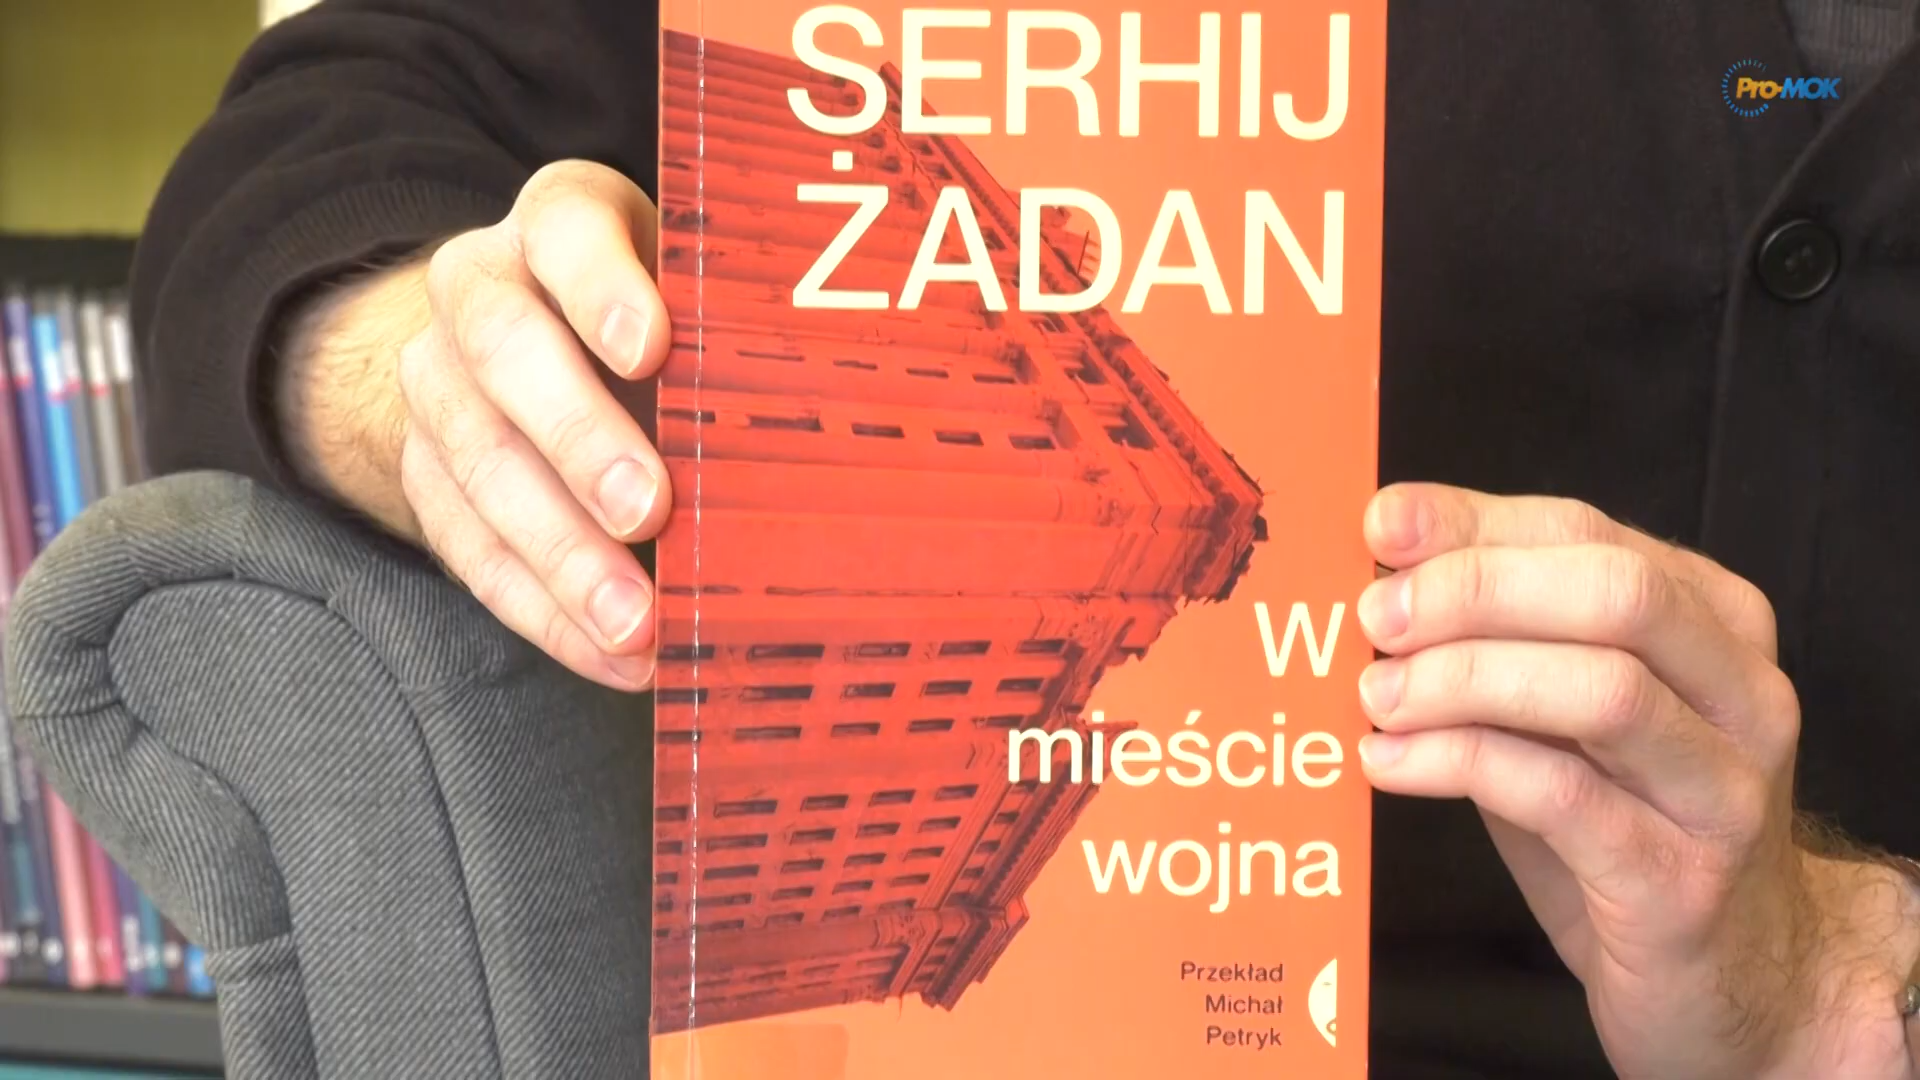 SERHIJ
ŻADAN
Pro-MOK
w
mieście
wojna
Przekład
Michał
Petryk